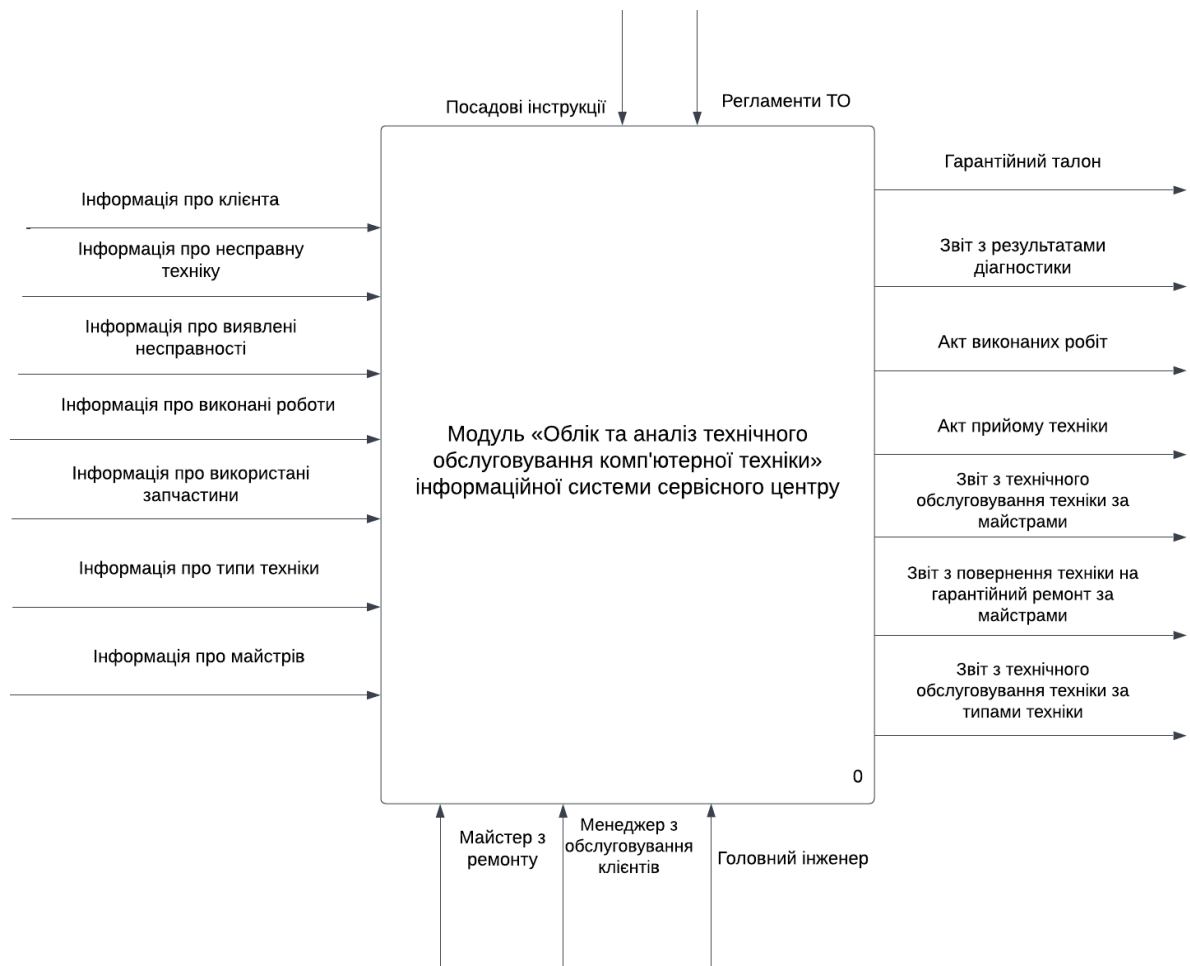 Посадові інструкції
Регламенти ТО
Інформація про клієнта
Інформація про несправну
техніку
Інформація про виявлені
несправності
Інформація про виконані роботи
Інформація про використані
запчастини
Інформація про типи техніки
Інформація про майстрів
Модуль «Облік та аналіз технічного
обслуговування комп'ютерної техніки»
інформаційної системи сервісного центру
0
Гарантійний талон
Звіт з результатами
діагностики
Акт виконаних робіт
Акт прийому техніки
Звіт з технічного
обслуговування техніки за
майстрами
Звіт з повернення техніки на
гарантійний ремонт за
майстрами
Звіт з технічного
обслуговування техніки за
типами техніки
Майстер з
ремонту
Менеджер з
обслуговування
клієнтів
Головний інженер